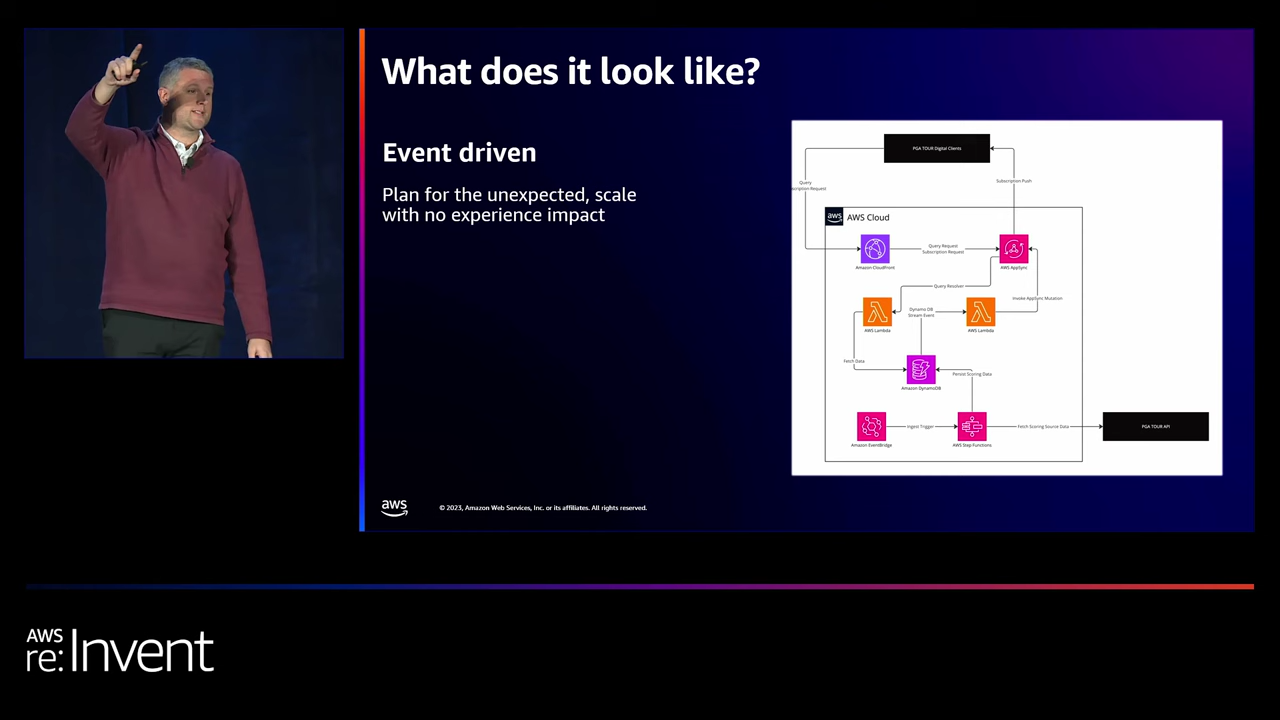 What does it look like?
Event driven
Plan for the unexpected, scale
with no experience impact
PGA TOUR Digital Clients
Query
scription Request
Subscription Push
aws
AWS Cloud
Query Request
Subscription Request
Amazon CloudFront
AWS AppSync
Query Resolver
Invoke AppSync Mutation
Dynamo DB
Stream Event
AWS Lambda
AWS Lambda
Fetch Data
Persist Scoring Data
Amazon DynamoDB
Ingest Trigger
Fetch Scoring Source Data
PGA TOUR API
Amazon EventBridge
AWS Step Functions
aws
© 2023, Amazon Web Services, Inc. or its affiliates. All rights reserved.
AWS
re:Invent